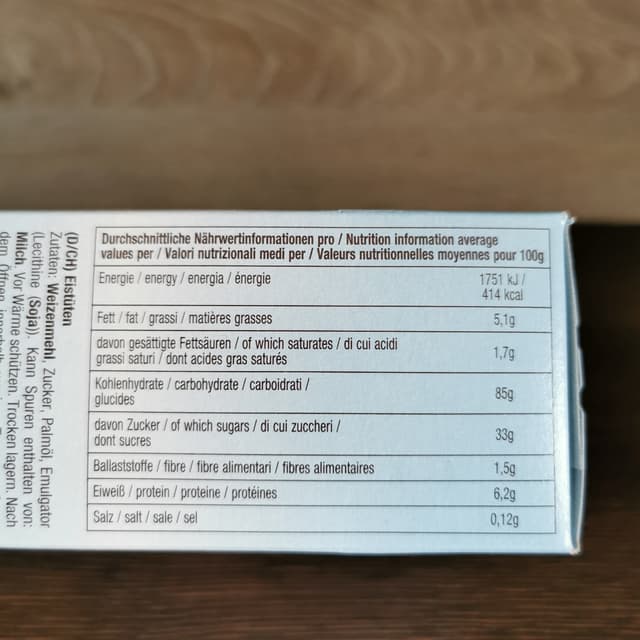 Durchschnittliche Nährwertinformationen pro / Nutrition information average
values per / Valori nutrizionali medi per / Valeurs nutritionnelles moyennes pour 100g
Energie / energy / energia / énergie
1751 kJ /
414 kcal
Fett / fat / grassi / matières grasses
5,1g
davon gesättigte Fettsäuren / of which saturates / di cui acidi
grassi saturi / dont acides gras saturés
1,7g
Kohlenhydrate / carbohydrate / carboidrati /
glucides
85g
davon Zucker / of which sugars / di cui zuccheri /
dont sucres
33g
Ballaststoffe / fibre / fibre alimentari / fibres alimentaires
1,5g
Eiweiß / protein / proteine / protéines
6,2g
Salz / salt / sale / sel
0,12g
(D/CH) Eistüten
Zutaten: Weizenmehl, Zucker, Palmöl, Emulgator
(Lecithine (Soja)). Kann Spuren enthalten von:
Milch. Vor Wärme schützen. Trocken lagern. Nach
dem Öffnen